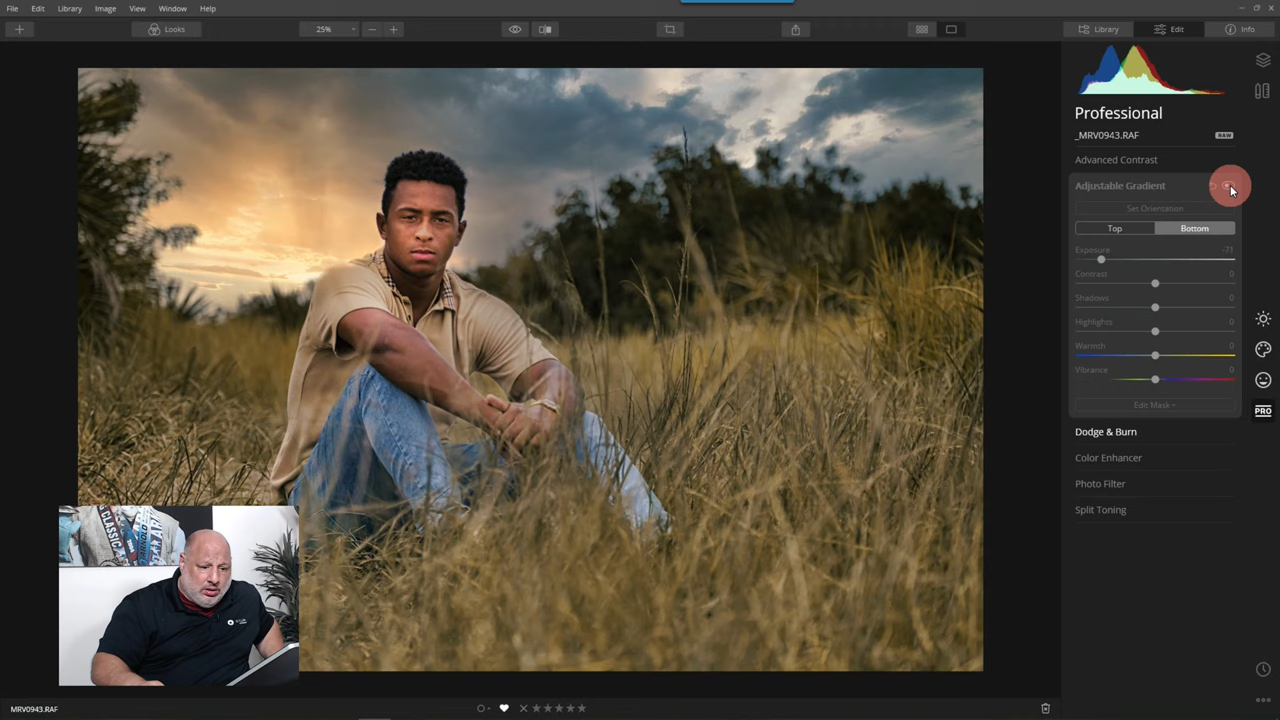 File Edit Library Image View Window Help
Looks 25% Library Edit Info
Professional
_MRV0943.RAF RAW
Advanced Contrast
Adjustable Gradient
Set Orientation
Top Bottom
Exposure -71
Contrast 0
Shadows 0
Highlights 0
Warmth 0
Vibrance 0
Edit Mask
Dodge & Burn
Color Enhancer
PRO
Photo Filter
Split Toning
CLASSIC
ARNOLD
MRV0943.RAF